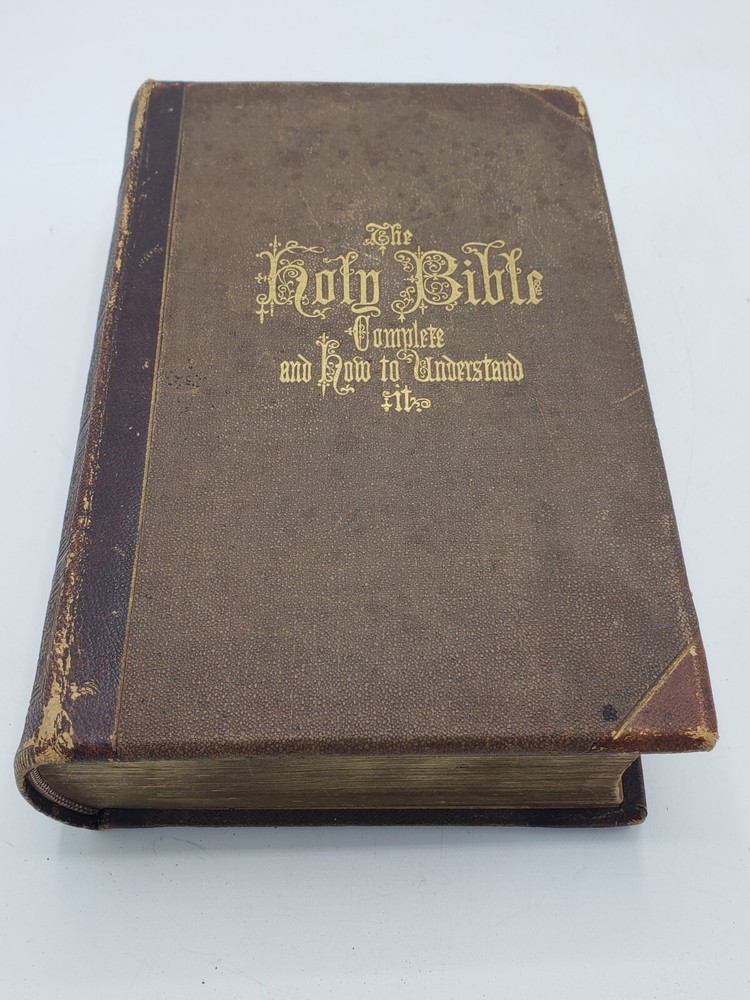 The
Holy Bible
Complete
and How to Understand
it